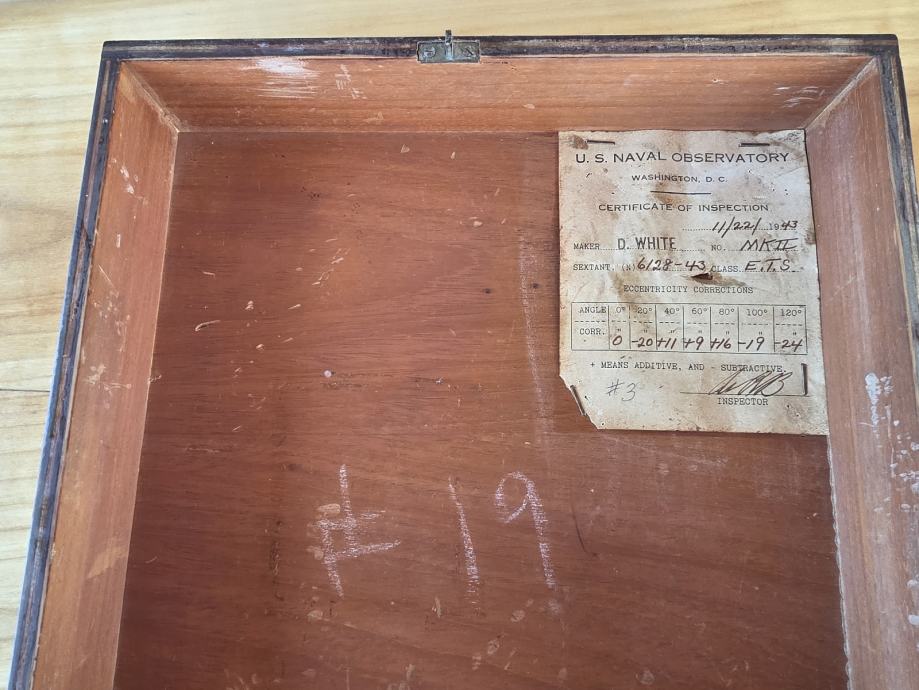 U. S. NAVAL OBSERVATORY
WASHINGTON, D. C.
CERTIFICATE OF INSPECTION
11/22/ 1943
MAKER D. WHITE NO. MK II
SEXTANT, (N) 6128-43 CLASS. E.T.S.
ECCENTRICITY CORRECTIONS
ANGLE 0° 20° 40° 60° 80° 100° 120°
CORR. " " " " " " "
0 -20 +11 +9 +16 -19 -24
+ MEANS ADDITIVE, AND - SUBTRACTIVE.
#3
INSPECTOR
# 19